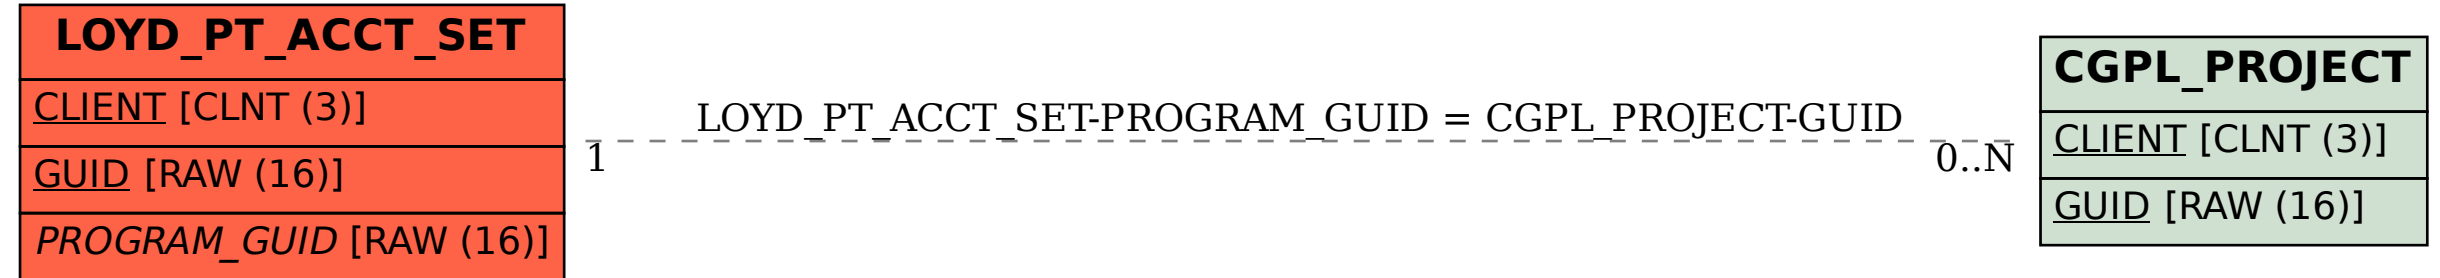 LOYD_PT_ACCT_SET
CLIENT [CLNT (3)]
GUID [RAW (16)]
PROGRAM_GUID [RAW (16)]
LOYD_PT_ACCT_SET-PROGRAM_GUID = CGPL_PROJECT-GUID
1
0..N
CGPL_PROJECT
CLIENT [CLNT (3)]
GUID [RAW (16)]